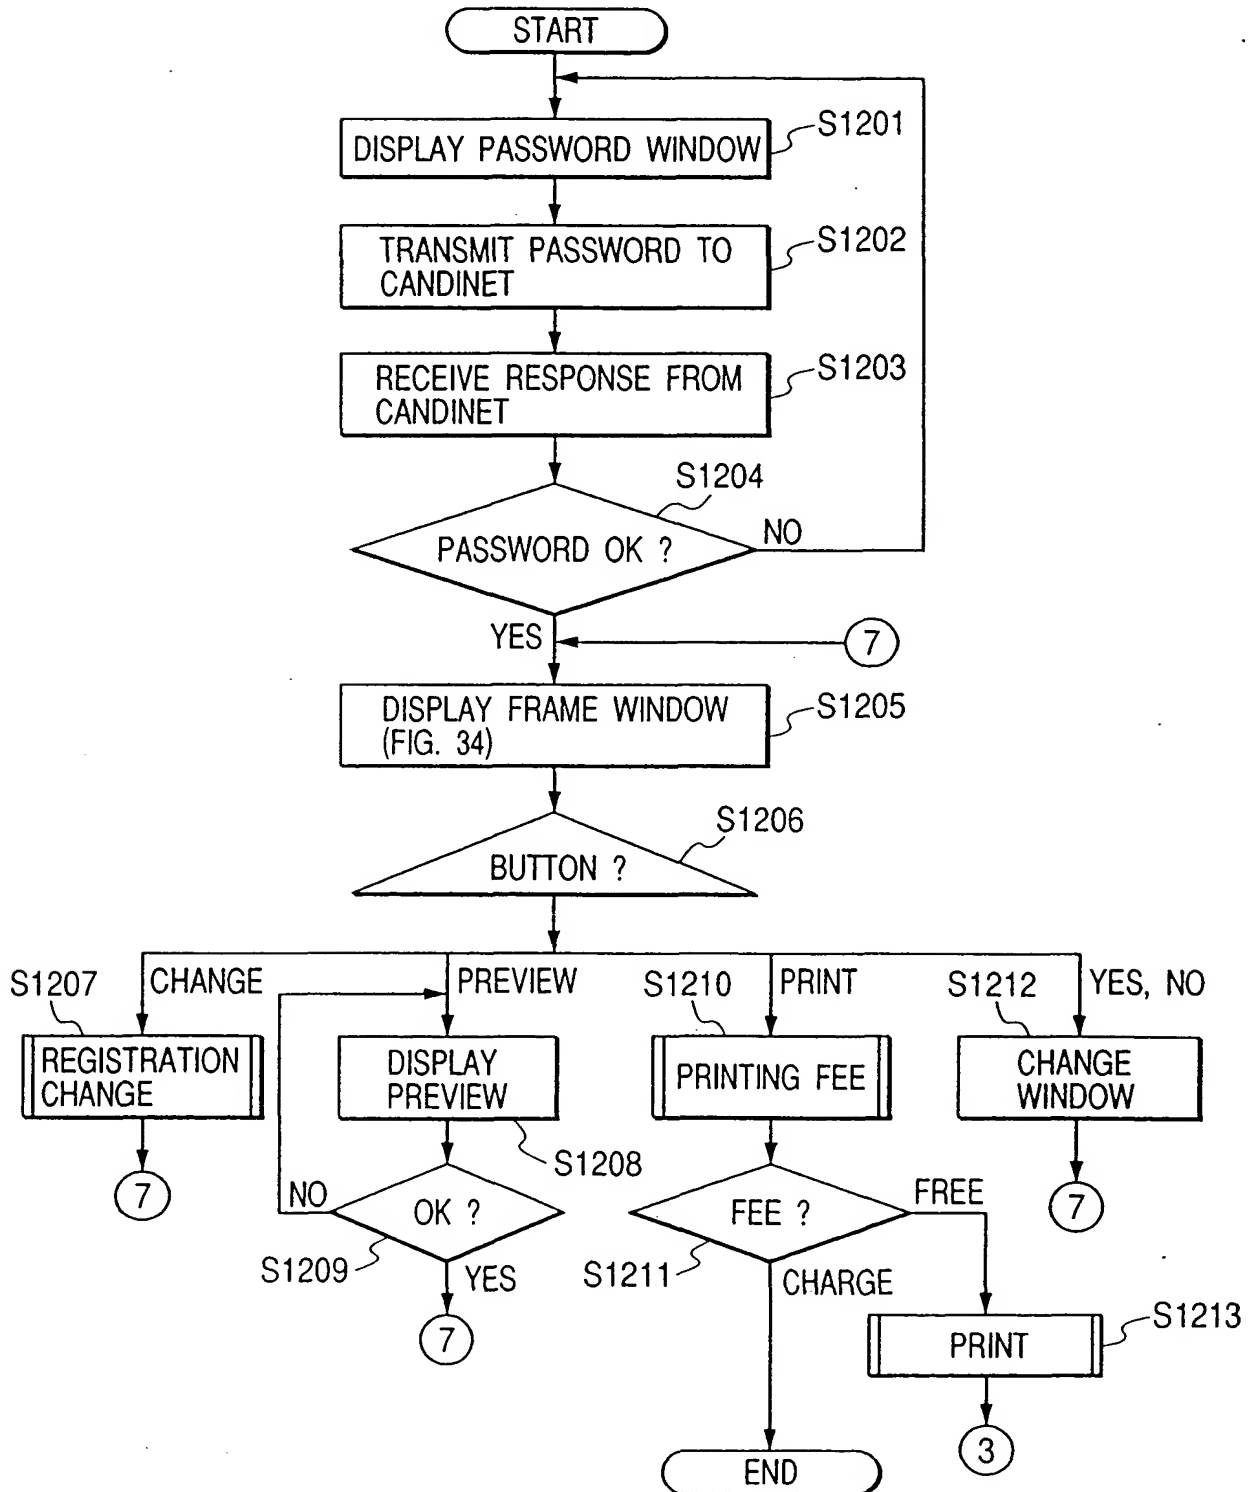 START
S1201
DISPLAY PASSWORD WINDOW
S1202
TRANSMIT PASSWORD TO
CANDINET
S1203
RECEIVE RESPONSE FROM
CANDINET
S1204
PASSWORD OK ?
NO
YES
7
S1205
DISPLAY FRAME WINDOW
(FIG. 34)
S1206
BUTTON ?
S1207
CHANGE
PREVIEW
S1210
PRINT
S1212
YES, NO
REGISTRATION
CHANGE
DISPLAY
PREVIEW
PRINTING FEE
CHANGE
WINDOW
S1208
7
NO
OK ?
FEE ?
FREE
7
S1209
YES
S1211
CHARGE
7
S1213
PRINT
3
END